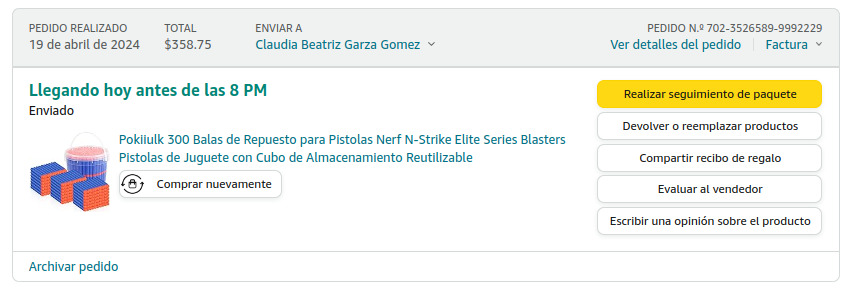 PEDIDO REALIZADO
19 de abril de 2024
TOTAL
$358.75
ENVIAR A
Claudia Beatriz Garza Gomez
PEDIDO N.º 702-3526589-9992229
Ver detalles del pedido
Factura
Llegando hoy antes de las 8 PM
Enviado
Pokiiulk 300 Balas de Repuesto para Pistolas Nerf N-Strike Elite Series Blasters
Pistolas de Juguete con Cubo de Almacenamiento Reutilizable
Comprar nuevamente
Realizar seguimiento de paquete
Devolver o reemplazar productos
Compartir recibo de regalo
Evaluar al vendedor
Escribir una opinión sobre el producto
Archivar pedido